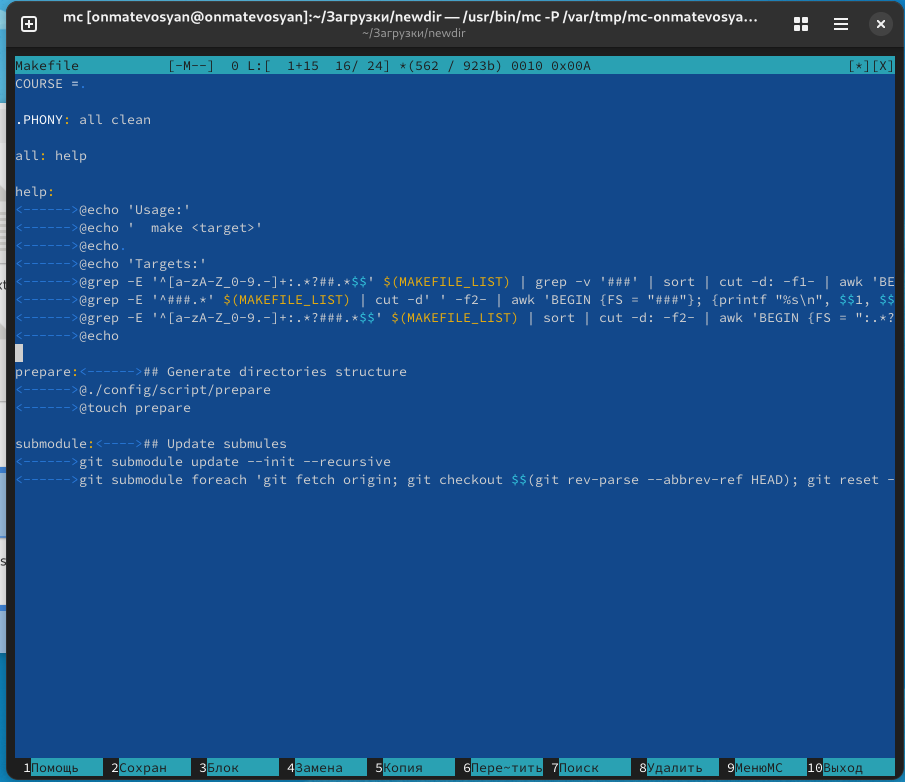 mc [onmatevosyan@onmatevosyan]:~/Загрузки/newdir — /usr/bin/mc -P /var/tmp/mc-onmatevosya…
~/Загрузки/newdir
Makefile [-M--] 0 L:[ 1+15 16/ 24] *(562 / 923b) 0010 0x00A [*][X]
COURSE =.
.PHONY: all clean
all: help
help:
<------>@echo 'Usage:'
<------>@echo '  make <target>'
<------>@echo.
<------>@echo 'Targets:'
<------>@grep -E '^[a-zA-Z_0-9.-]+:.*?##.*$$' $(MAKEFILE_LIST) | grep -v '###' | sort | cut -d: -f1- | awk 'BE
<------>@grep -E '^###.*' $(MAKEFILE_LIST) | cut -d' ' -f2- | awk 'BEGIN {FS = "###"}; {printf "%s\n", $$1, $$
<------>@grep -E '^[a-zA-Z_0-9.-]+:.*?###.*$$' $(MAKEFILE_LIST) | sort | cut -d: -f2- | awk 'BEGIN {FS = ":.*?
<------>@echo
prepare:<------>## Generate directories structure
<------>@./config/script/prepare
<------>@touch prepare
submodule:<---->## Update submules
<------>git submodule update --init --recursive
<------>git submodule foreach 'git fetch origin; git checkout $$(git rev-parse --abbrev-ref HEAD); git reset -
1Помощь 2Сохран 3Блок 4Замена 5Копия 6Пере~тить 7Поиск 8Удалить 9МенюMC 10Выход